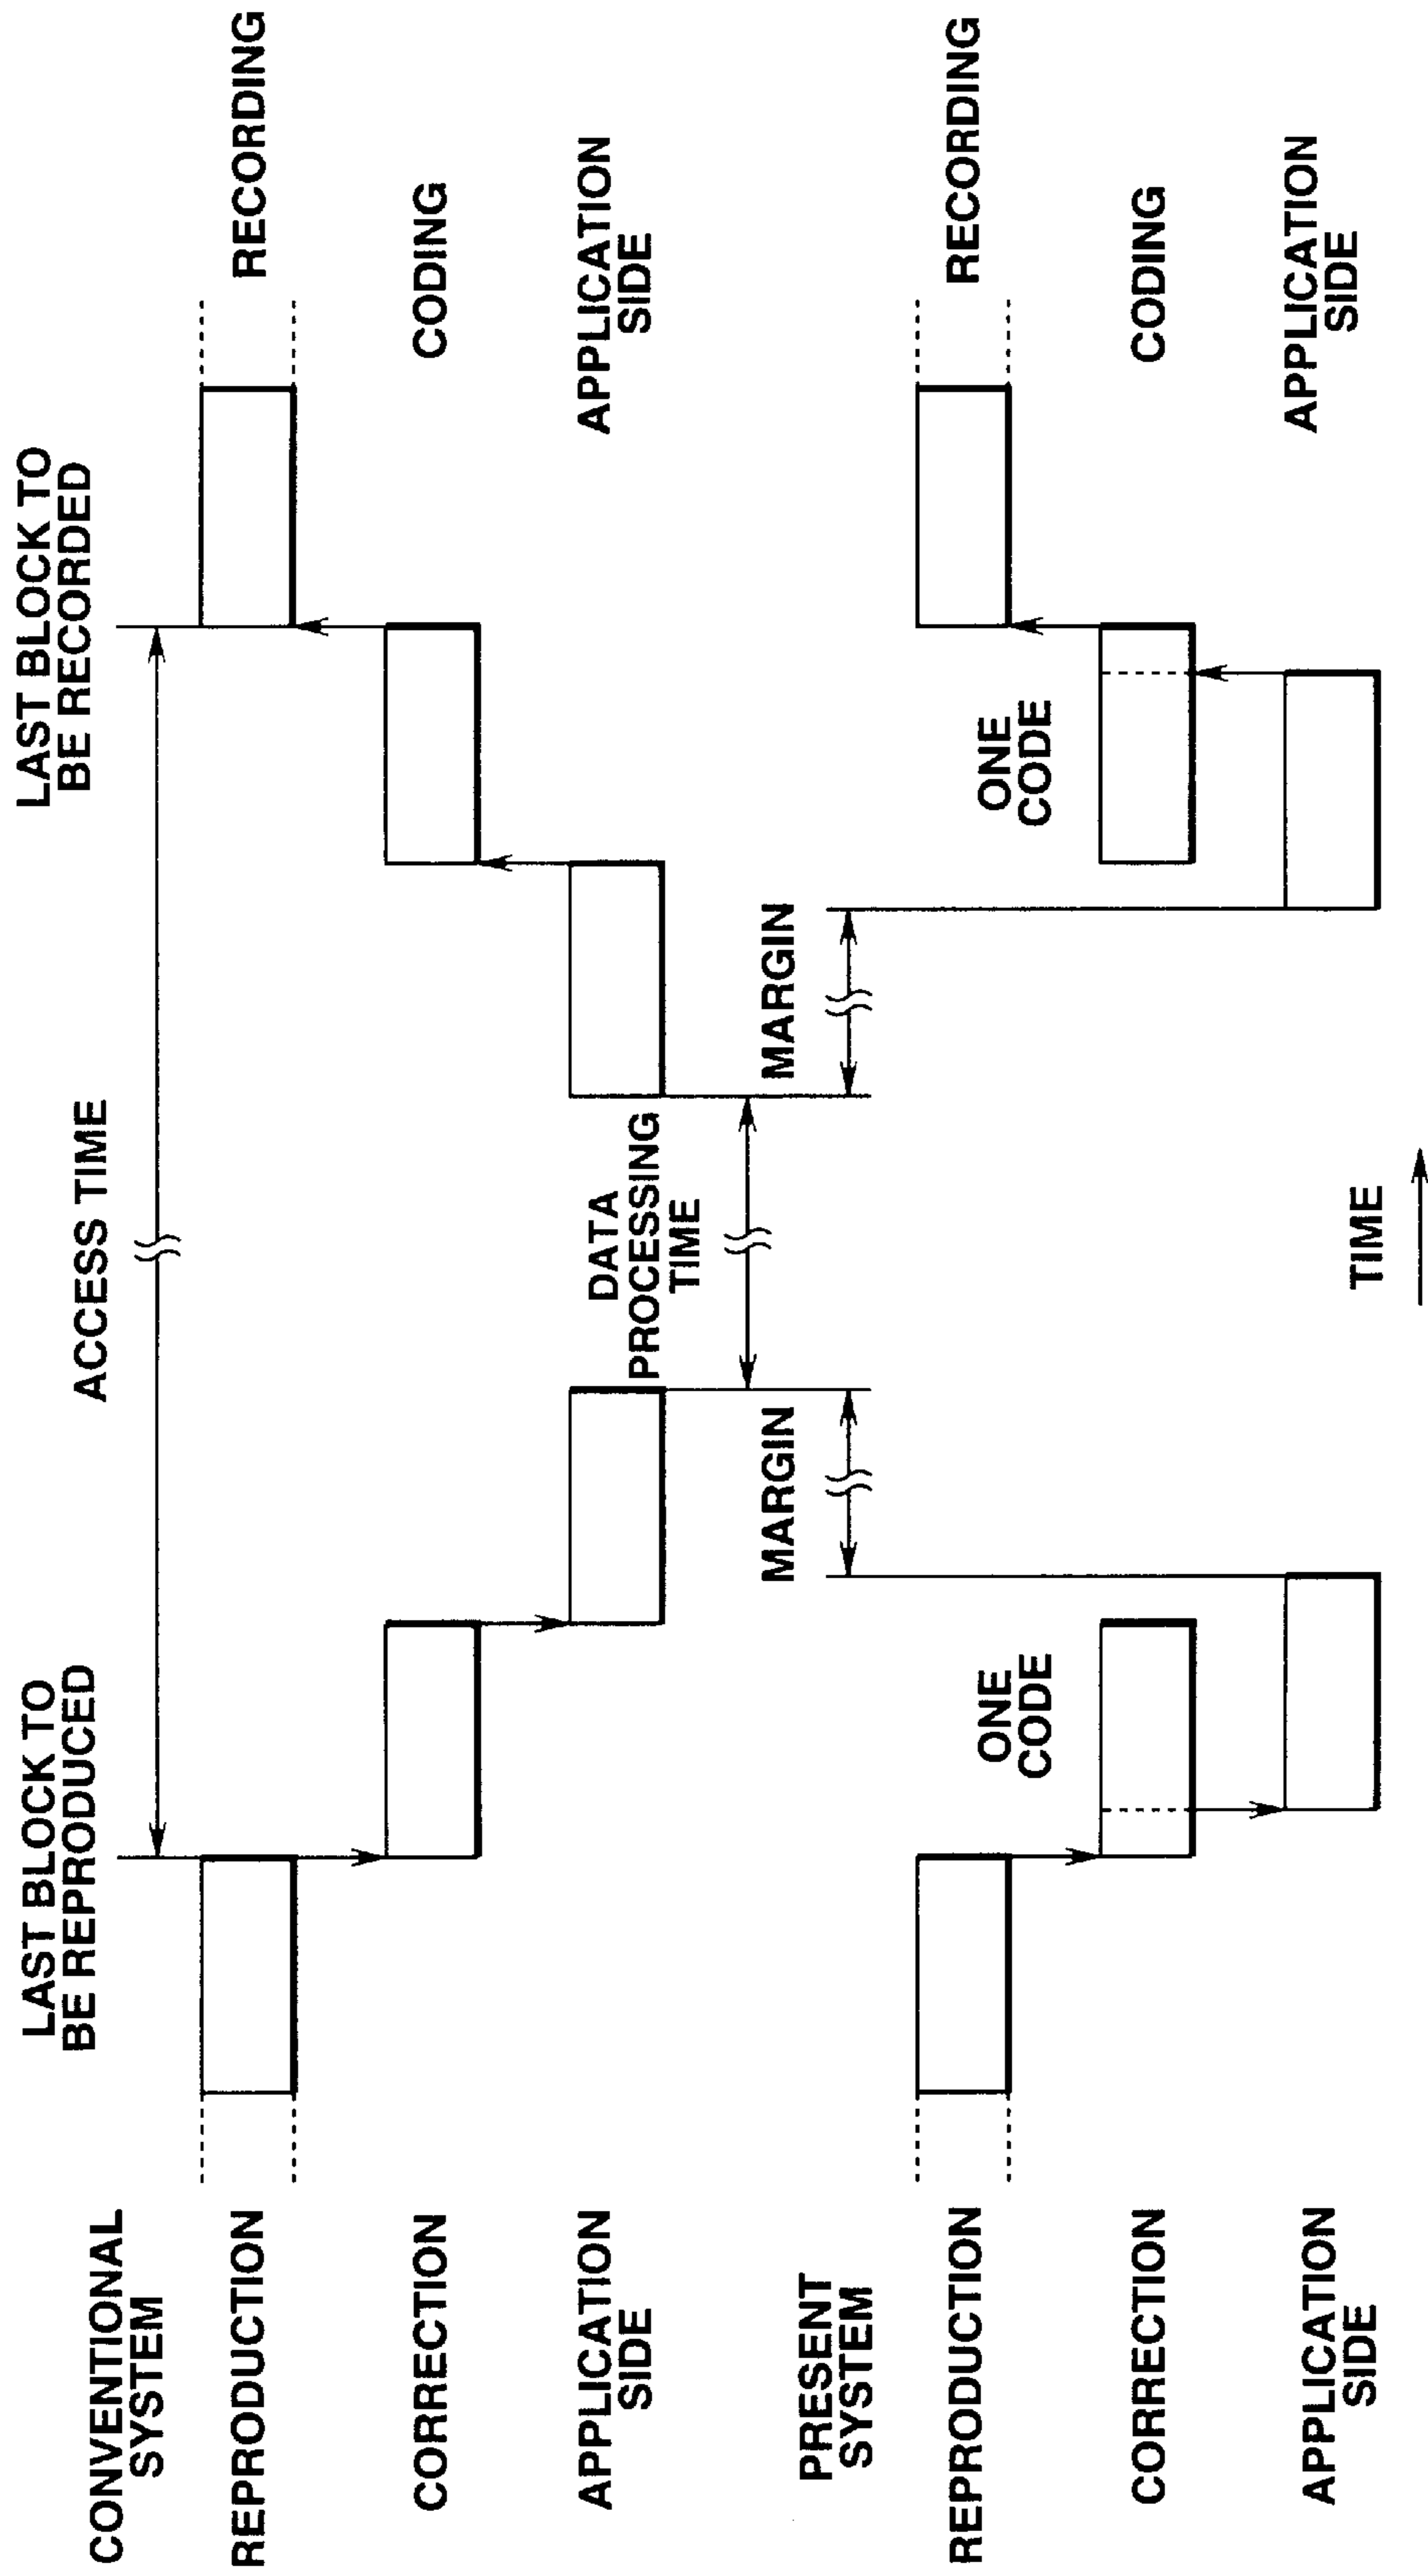 LAST BLOCK TO
BE REPRODUCED
ACCESS TIME
LAST BLOCK TO
BE RECORDED
CONVENTIONAL
SYSTEM
REPRODUCTION
RECORDING
CORRECTION
CODING
APPLICATION
SIDE
DATA
PROCESSING
TIME
APPLICATION
SIDE
MARGIN
MARGIN
PRESENT
SYSTEM
REPRODUCTION
RECORDING
ONE
CODE
ONE
CODE
CORRECTION
CODING
APPLICATION
SIDE
APPLICATION
SIDE
TIME